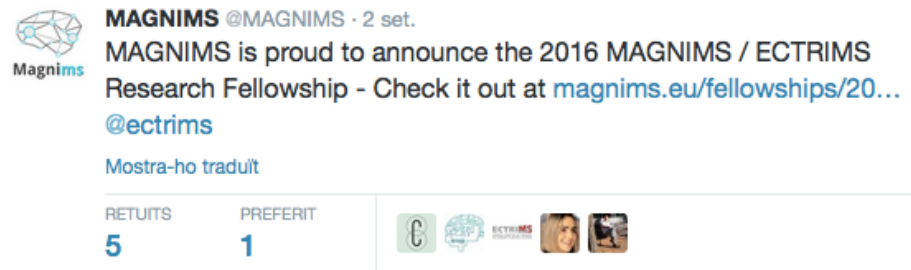 MAGNIMS @MAGNIMS · 2 set.
MAGNIMS is proud to announce the 2016 MAGNIMS / ECTRIMS
Research Fellowship - Check it out at magnims.eu/fellowships/20...
@ectrims
Magnims
Mostra-ho traduït
RETUITS PREFERIT
5 1
ECTRIMS